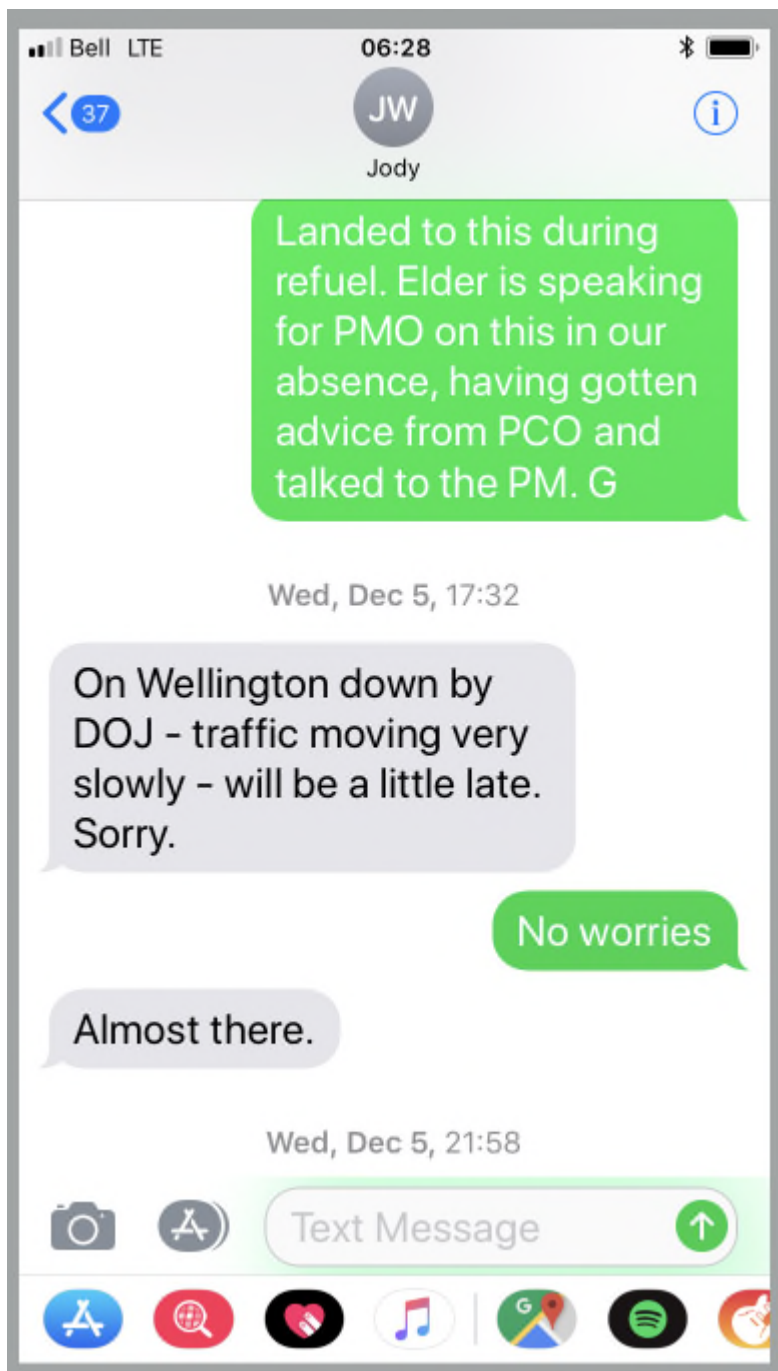 Bell LTE 06:28
37 JW i
Jody
Landed to this during
refuel. Elder is speaking
for PMO on this in our
absence, having gotten
advice from PCO and
talked to the PM. G
Wed, Dec 5, 17:32
On Wellington down by
DOJ - traffic moving very
slowly - will be a little late.
Sorry.
No worries
Almost there.
Wed, Dec 5, 21:58
Text Message
G